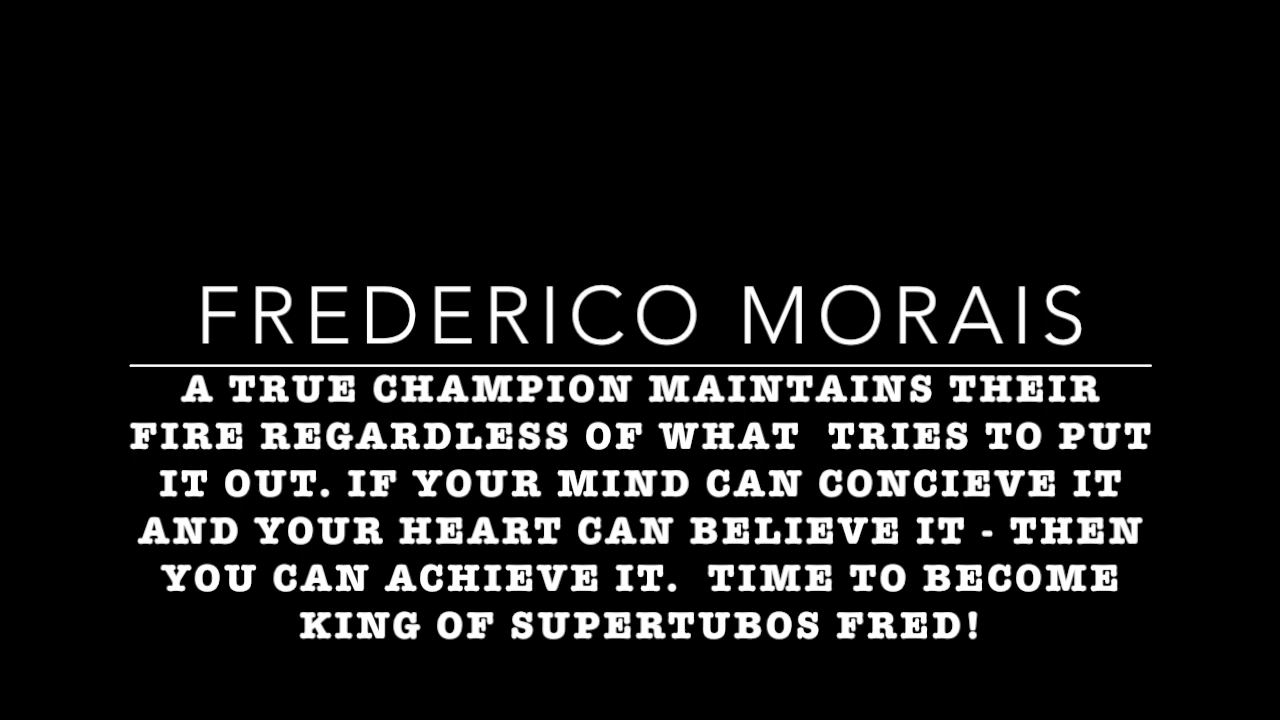 FREDERICO MORAIS
A TRUE CHAMPION MAINTAINS THEIR
FIRE REGARDLESS OF WHAT  TRIES TO PUT
IT OUT. IF YOUR MIND CAN CONCIEVE IT
AND YOUR HEART CAN BELIEVE IT - THEN
YOU CAN ACHIEVE IT.  TIME TO BECOME
KING OF SUPERTUBOS FRED!